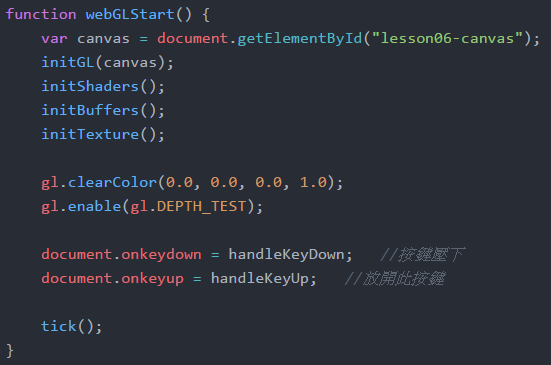 function webGLStart() {
    var canvas = document.getElementById("lesson06-canvas");
    initGL(canvas);
    initShaders();
    initBuffers();
    initTexture();

    gl.clearColor(0.0, 0.0, 0.0, 1.0);
    gl.enable(gl.DEPTH_TEST);

    document.onkeydown = handleKeyDown;   //按鍵壓下
    document.onkeyup = handleKeyUp;   //放開此按鍵

    tick();
}